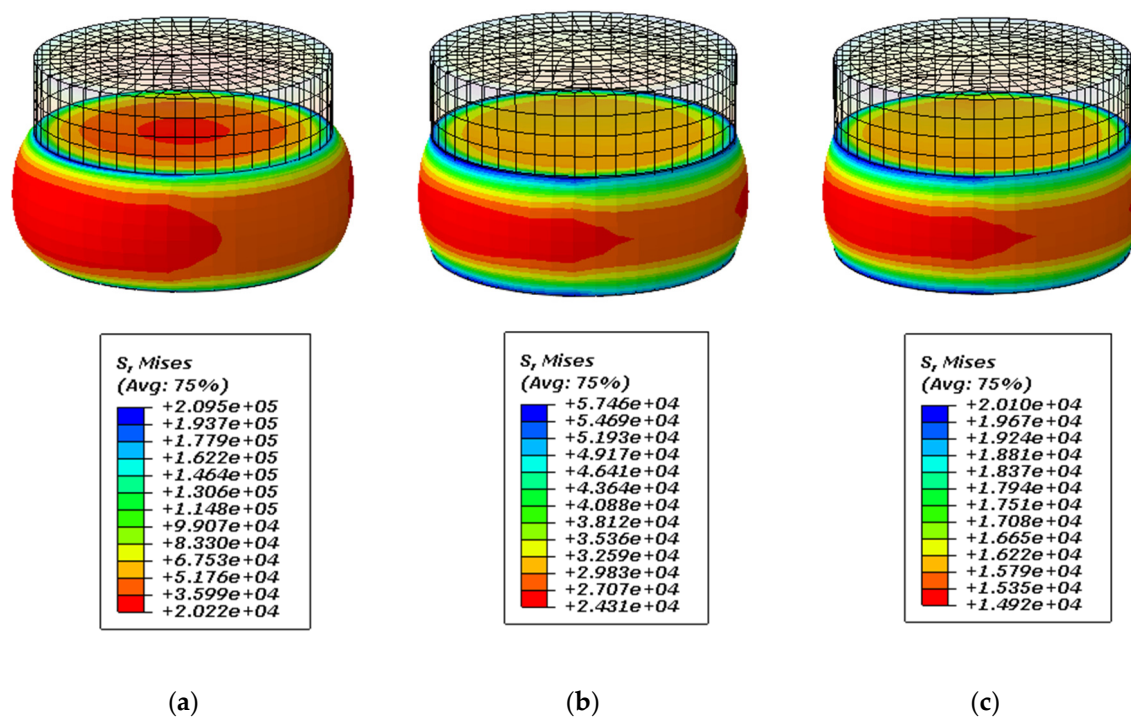 S, Mises
(Avg: 75%)
+2.095e+05
+1.937e+05
+1.779e+05
+1.622e+05
+1.464e+05
+1.306e+05
+1.148e+05
+9.907e+04
+8.330e+04
+6.753e+04
+5.176e+04
+3.599e+04
+2.022e+04
S, Mises
(Avg: 75%)
+5.746e+04
+5.469e+04
+5.193e+04
+4.917e+04
+4.641e+04
+4.364e+04
+4.088e+04
+3.812e+04
+3.536e+04
+3.259e+04
+2.983e+04
+2.707e+04
+2.431e+04
S, Mises
(Avg: 75%)
+2.010e+04
+1.967e+04
+1.924e+04
+1.881e+04
+1.837e+04
+1.794e+04
+1.751e+04
+1.708e+04
+1.665e+04
+1.622e+04
+1.579e+04
+1.535e+04
+1.492e+04
(a)
(b)
(c)